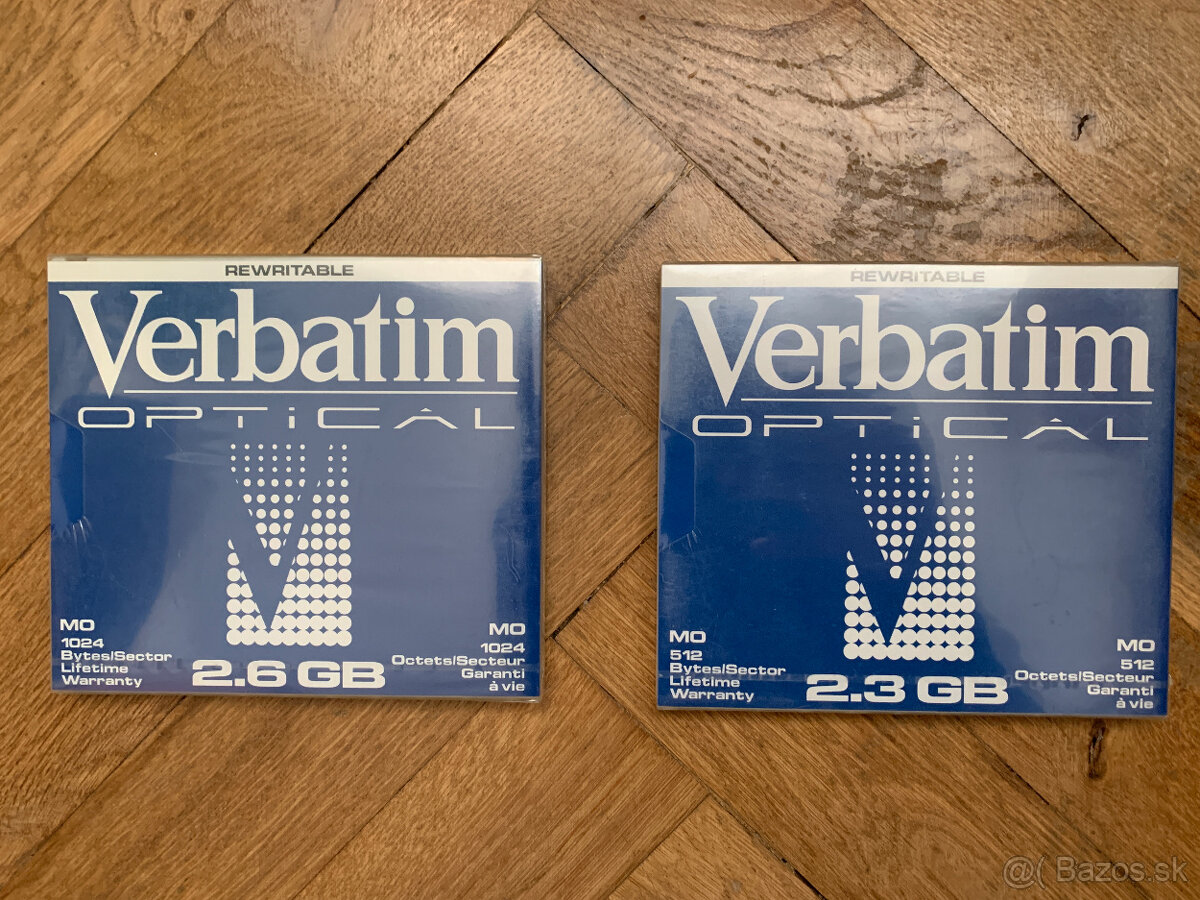 REWRITABLE
Verbatim
OPTiCAL
MO
1024
Bytes/Sector
Lifetime
Warranty
2.6 GB
MO
1024
Octets/Secteur
Garanti
à vie
REWRITABLE
Verbatim
OPTiCAL
MO
512
Bytes/Sector
Lifetime
Warranty
2.3 GB
MO
512
Octets/Secteur
Garanti
à vie
@( Bazos.sk